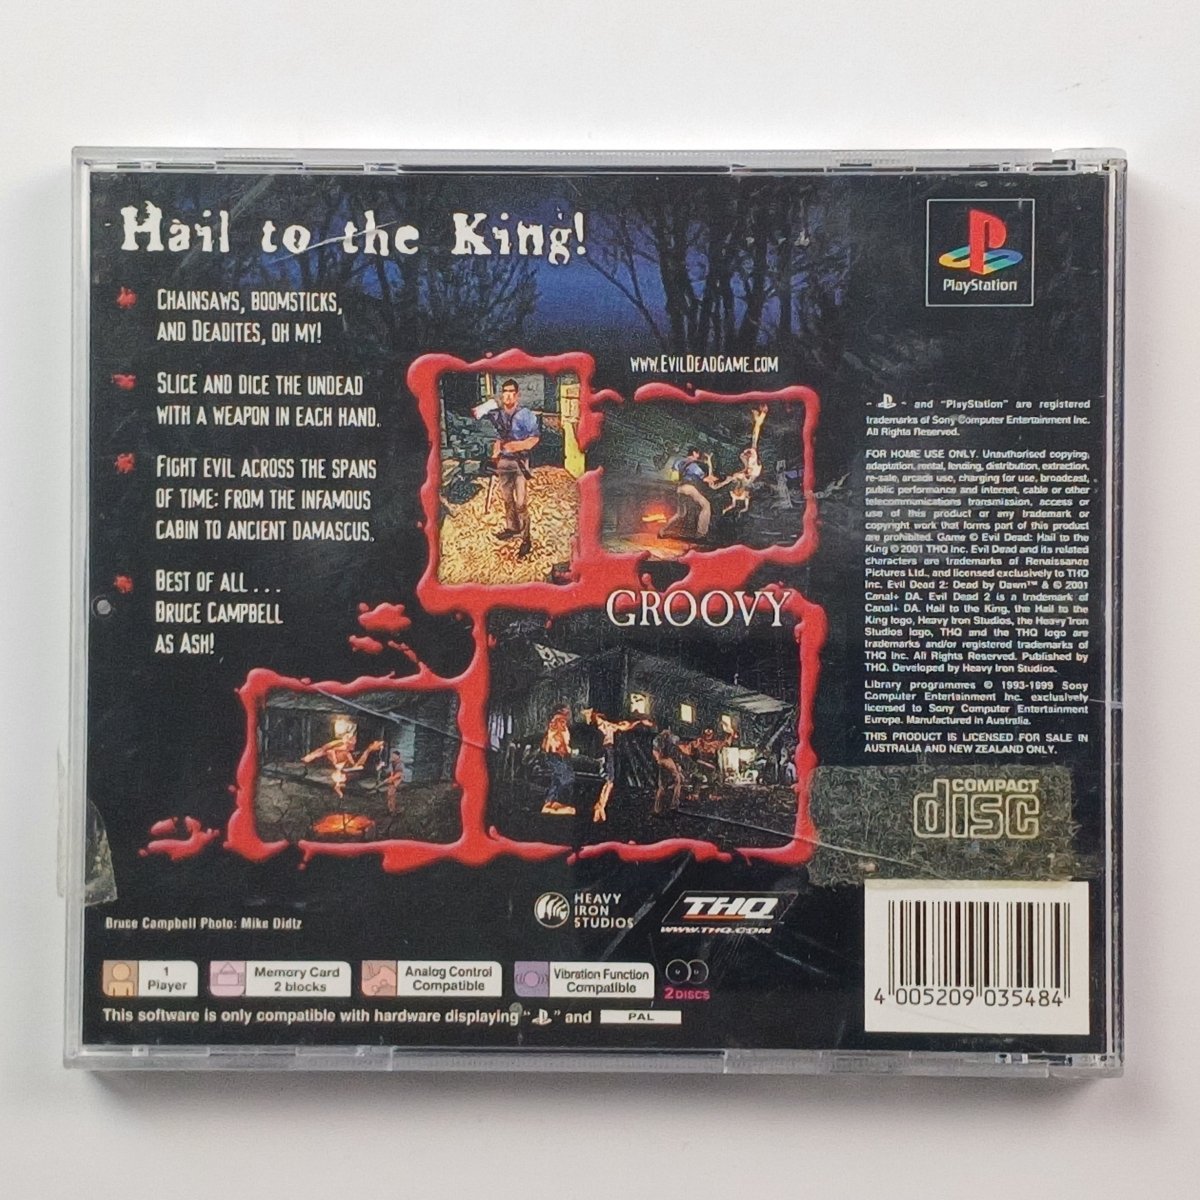 Hail to the King!
CHAINSAWS, BOOMSTICKS,
AND DEADITES, OH MY!
SLICE AND DICE THE UNDEAD
WITH A WEAPON IN EACH HAND.
FIGHT EVIL ACROSS THE SPANS
OF TIME: FROM THE INFAMOUS
CABIN TO ANCIENT DAMASCUS.
BEST OF ALL . . .
BRUCE CAMPBELL
AS ASH!
WWW.EVILDEADGAME.COM
GROOVY
PlayStation
" " and "PlayStation" are registered
trademarks of Sony Computer Entertainment Inc.
All Rights Reserved.
FOR HOME USE ONLY. Unauthorised copying,
adaptation, rental, lending, distribution, extraction,
re-sale, arcade use, charging for use, broadcast,
public performance and internet, cable or other
telecommunications transmission, access or
use of this product or any trademark or
copyright work that forms part of this product
are prohibited. Game © Evil Dead: Hail to the
King © 2001 THQ Inc. Evil Dead and its related
characters are trademarks of Renaissance
Pictures Ltd., and licensed exclusively to THQ
Inc. Evil Dead 2: Dead by Dawn™ & © 2001
Canal+ DA. Evil Dead 2 is a trademark of
Canal+ DA. Hail to the King, the Hail to the
King logo, Heavy Iron Studios, the Heavy Iron
Studios logo, THQ and the THQ logo are
trademarks and/or registered trademarks of
THQ Inc. All Rights Reserved. Published by
THQ. Developed by Heavy Iron Studios.
Library programmes © 1993-1999 Sony
Computer Entertainment Inc. exclusively
licensed to Sony Computer Entertainment
Europe. Manufactured in Australia.
THIS PRODUCT IS LICENSED FOR SALE IN
AUSTRALIA AND NEW ZEALAND ONLY.
COMPACT
disc
Bruce Campbell Photo: Mike Didtz
HEAVY
IRON
STUDIOS
THQ
WWW.THQ.COM
1
Player
Memory Card
2 blocks
Analog Control
Compatible
Vibration Function
Compatible
2 DISCS
This software is only compatible with hardware displaying " " and PAL
4 005209 035484